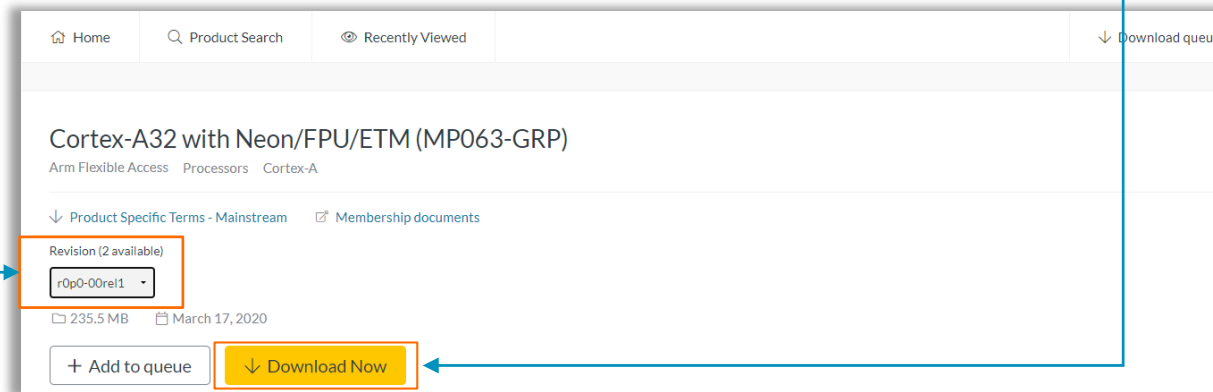 Home Product Search Recently Viewed Download queu
Cortex-A32 with Neon/FPU/ETM (MP063-GRP)
Arm Flexible Access Processors Cortex-A
Product Specific Terms - Mainstream Membership documents
Revision (2 available)
r0p0-00rel1
235.5 MB March 17, 2020
+ Add to queue Download Now